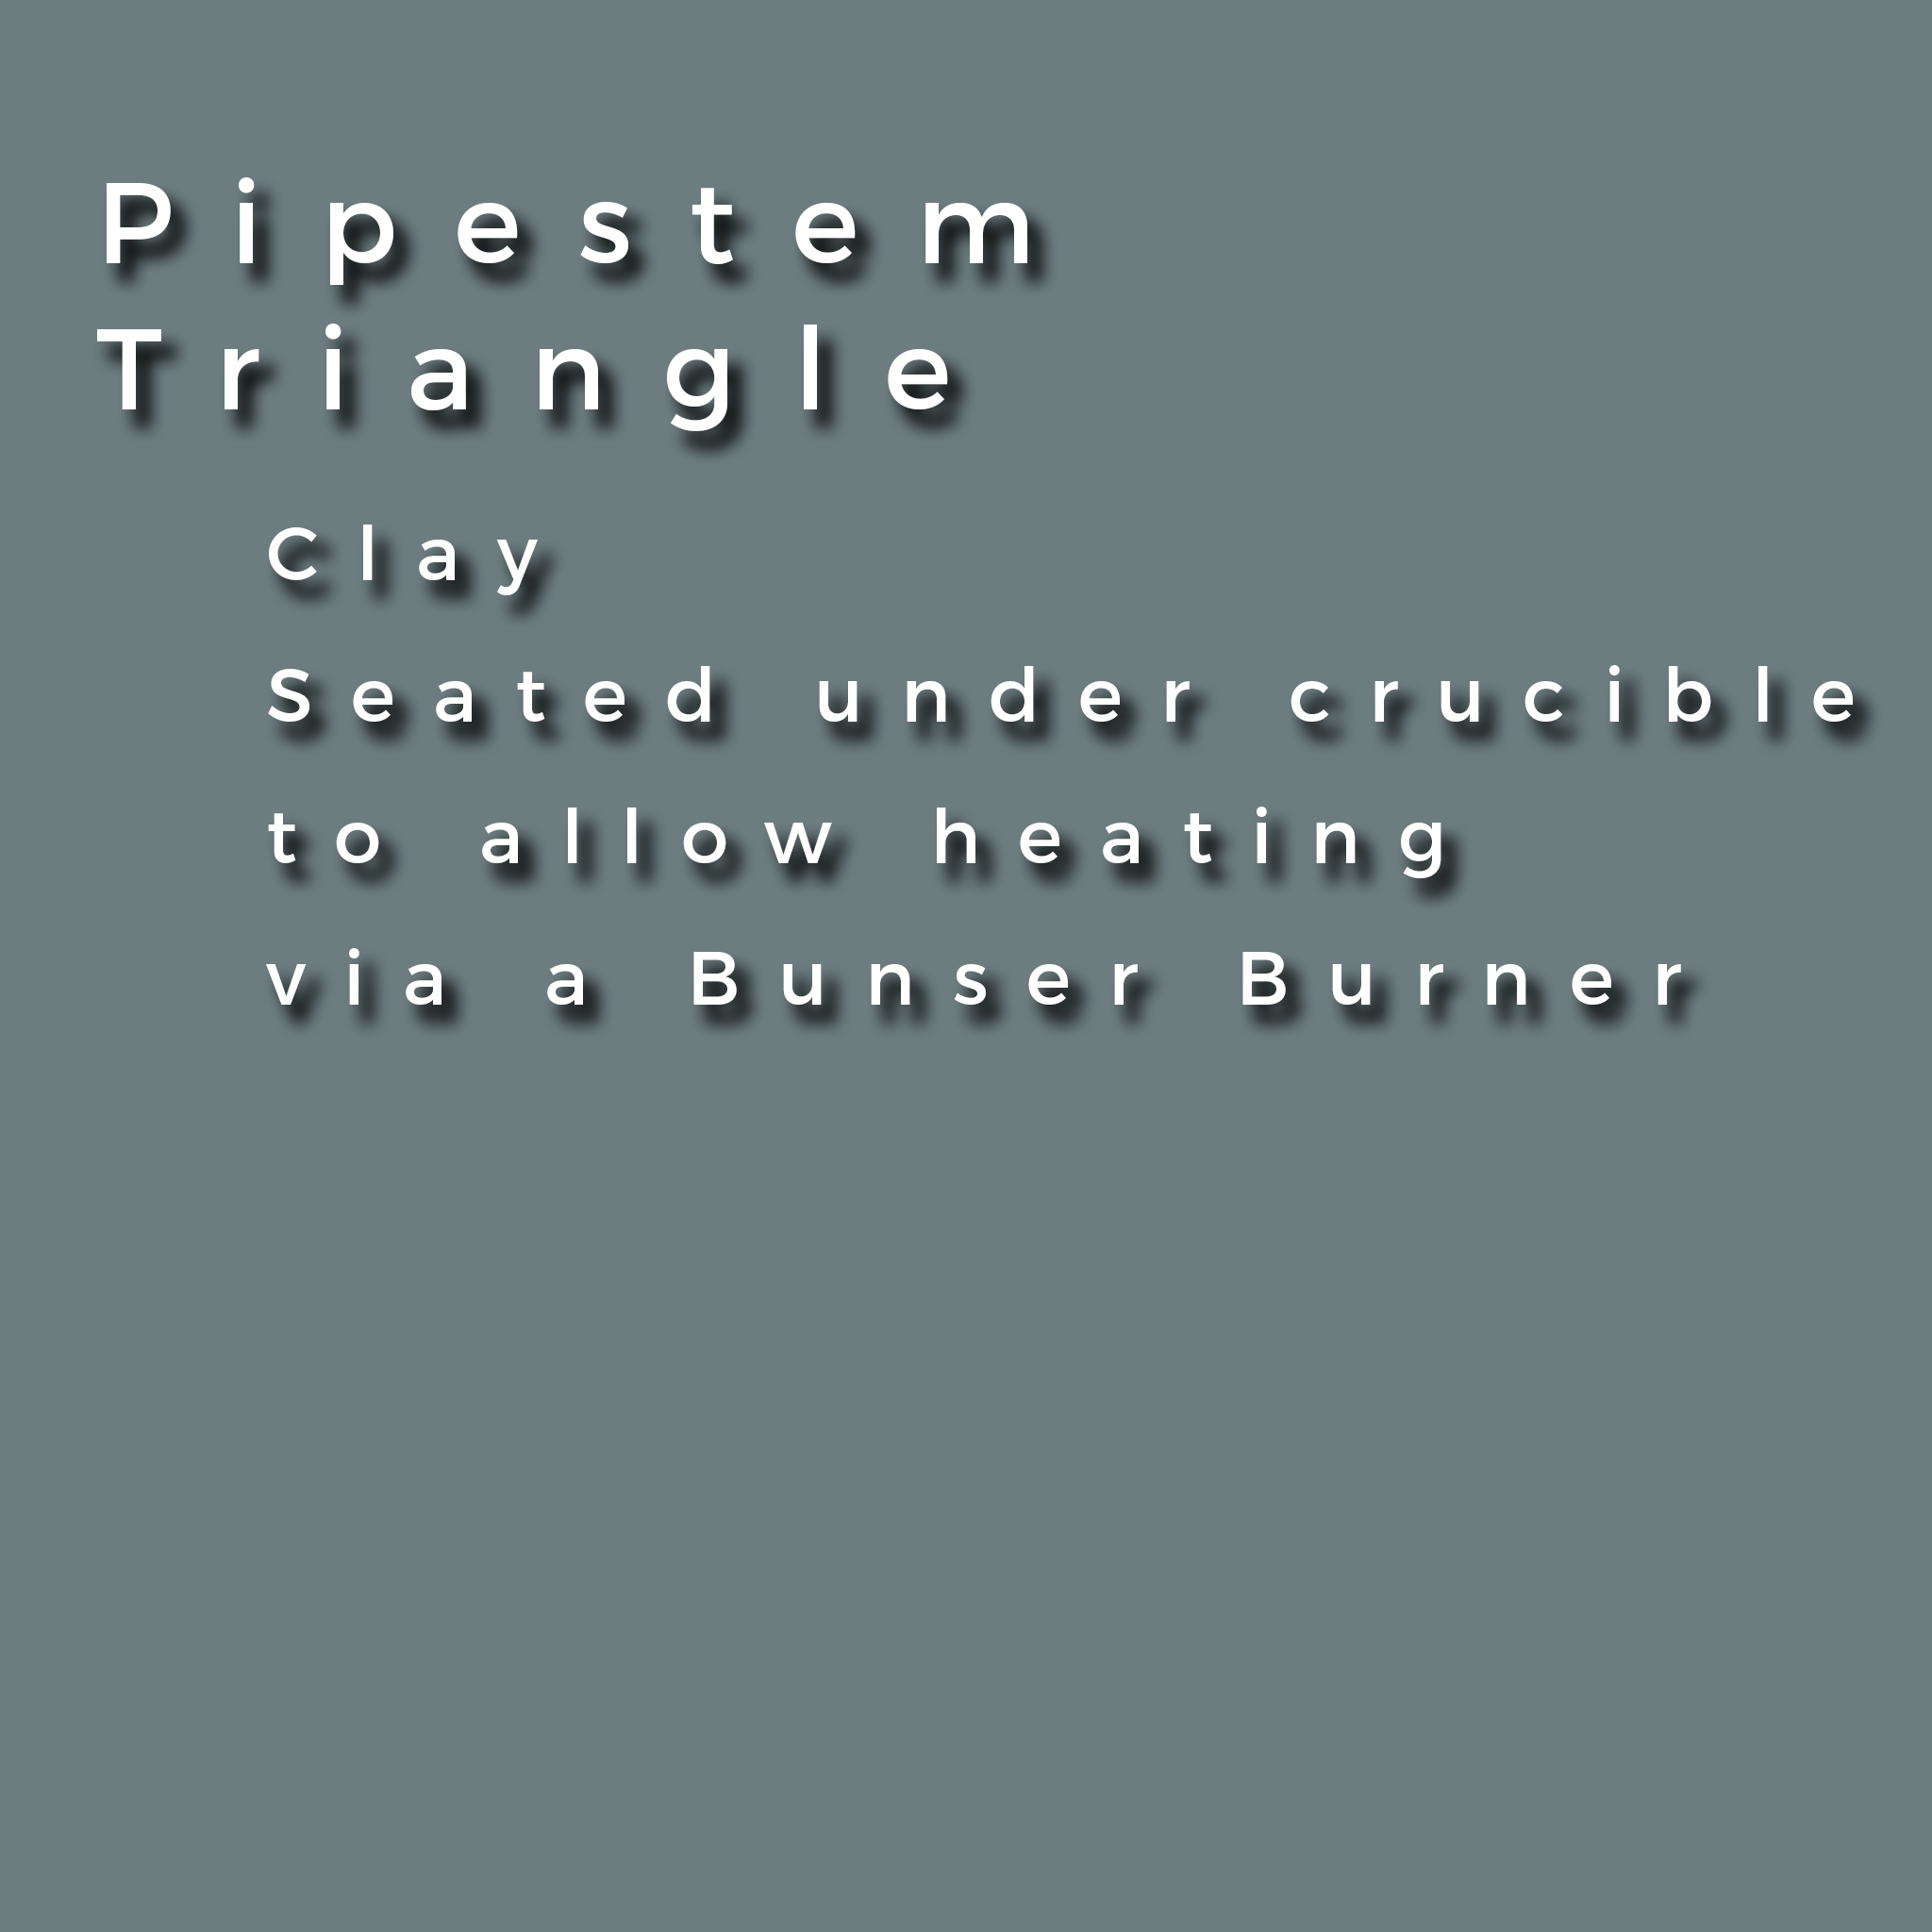 Pipestem
Triangle
Clay
Seated under crucible
to allow heating
via a Bunser Burner